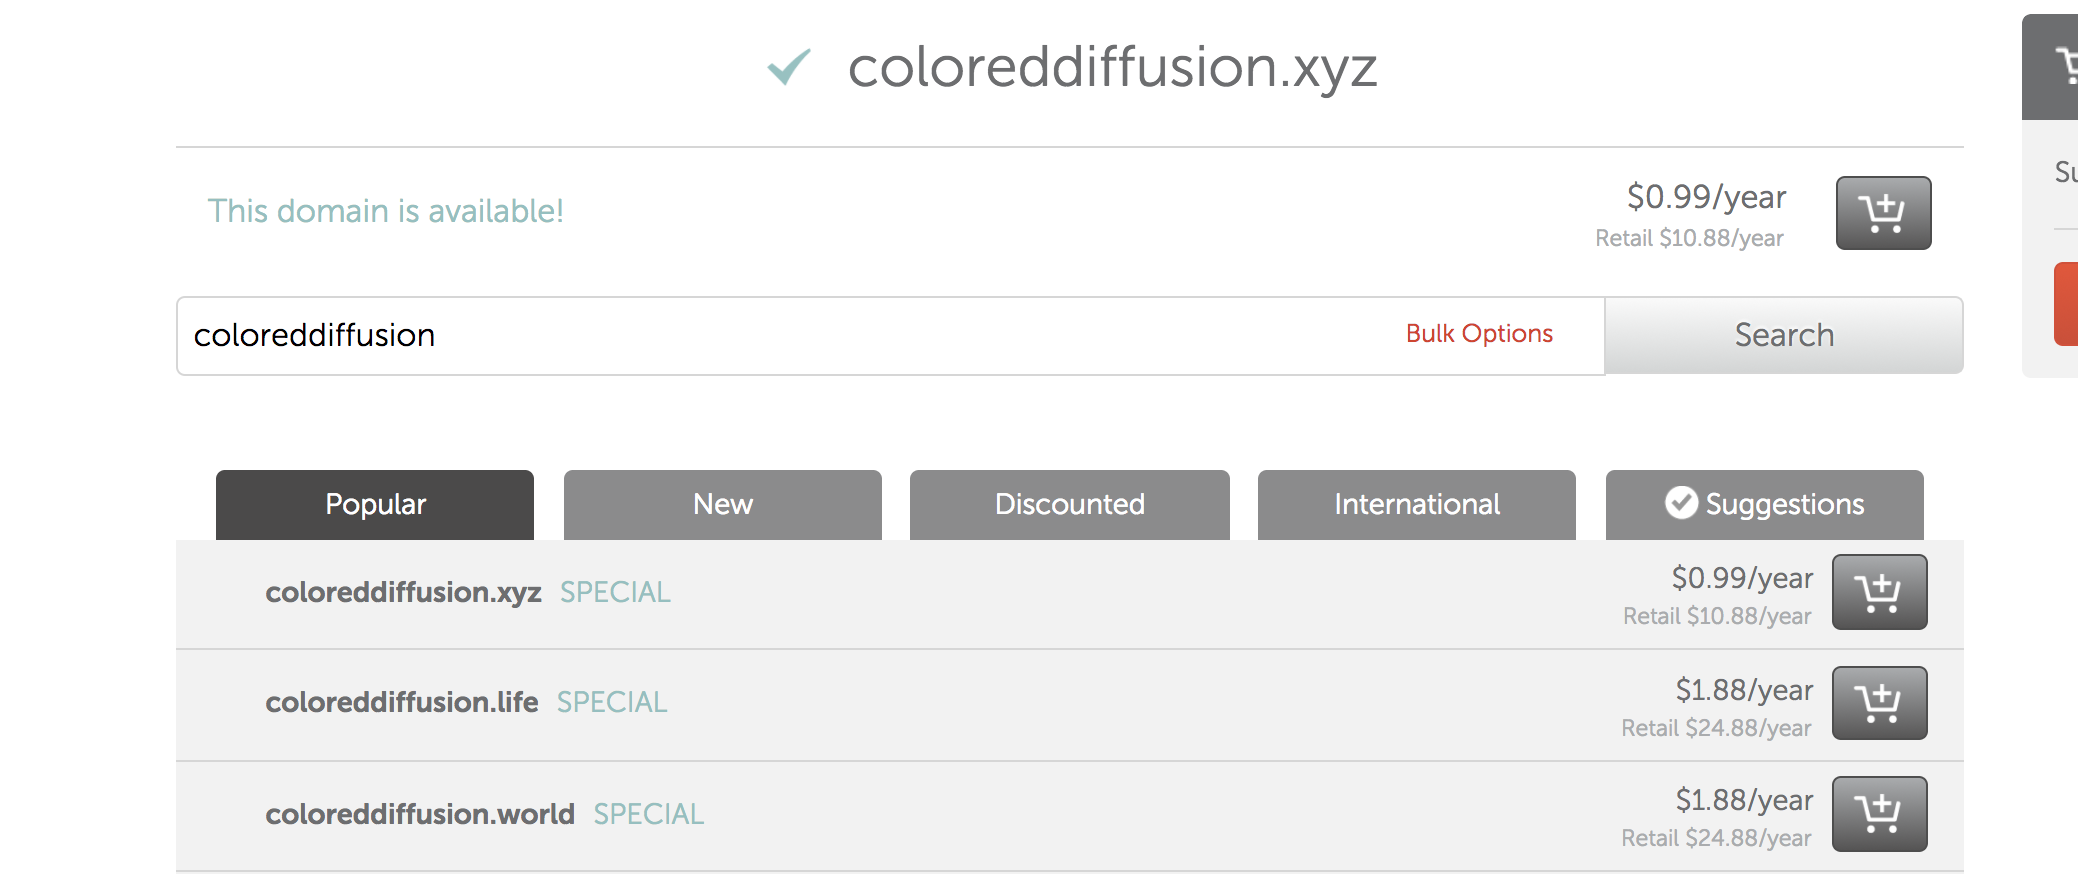 coloreddiffusion.xyz
This domain is available!
$0.99/year
Retail $10.88/year
coloreddiffusion
Bulk Options
Search
Popular
New
Discounted
International
Suggestions
coloreddiffusion.xyz SPECIAL
$0.99/year
Retail $10.88/year
coloreddiffusion.life SPECIAL
$1.88/year
Retail $24.88/year
coloreddiffusion.world SPECIAL
$1.88/year
Retail $24.88/year